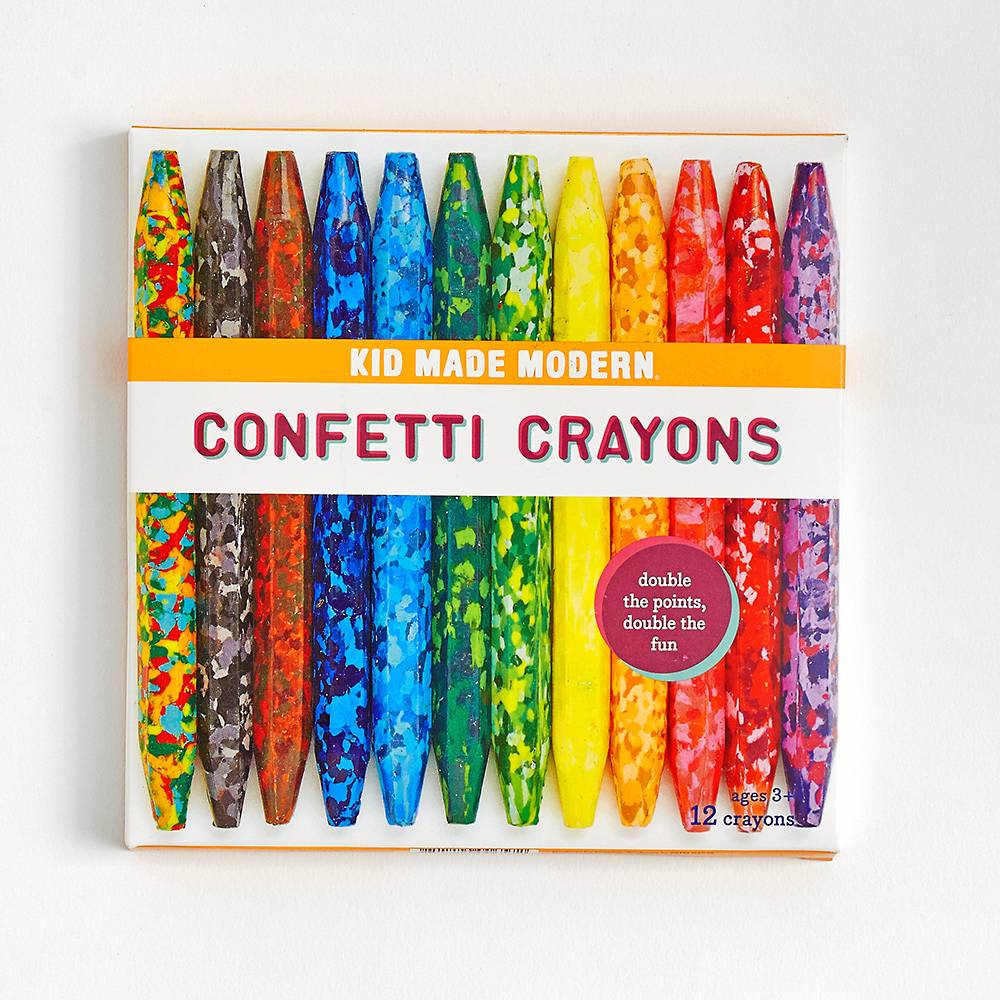 KID MADE MODERN
CONFETTI CRAYONS
double
the points,
double the
fun
ages 3+
12 crayons